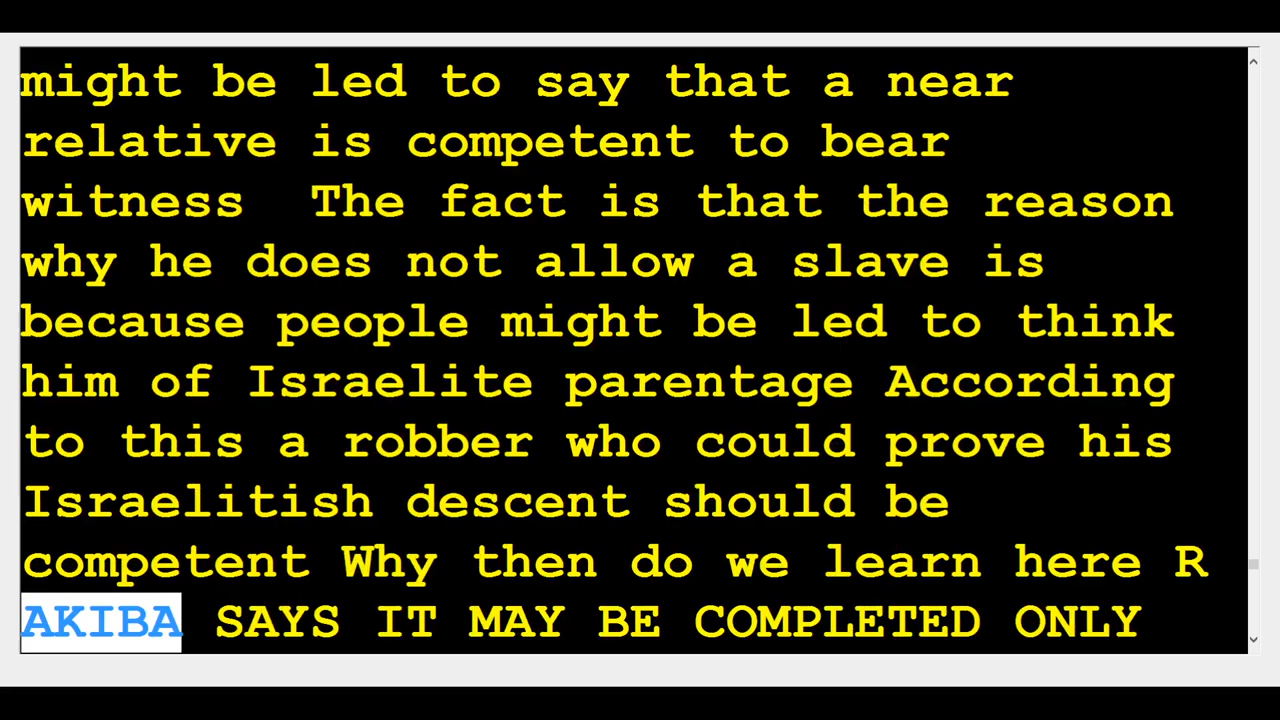 might be led to say that a near
relative is competent to bear
witness  The fact is that the reason
why he does not allow a slave is
because people might be led to think
him of Israelite parentage According
to this a robber who could prove his
Israelitish descent should be
competent Why then do we learn here R
AKIBA SAYS IT MAY BE COMPLETED ONLY